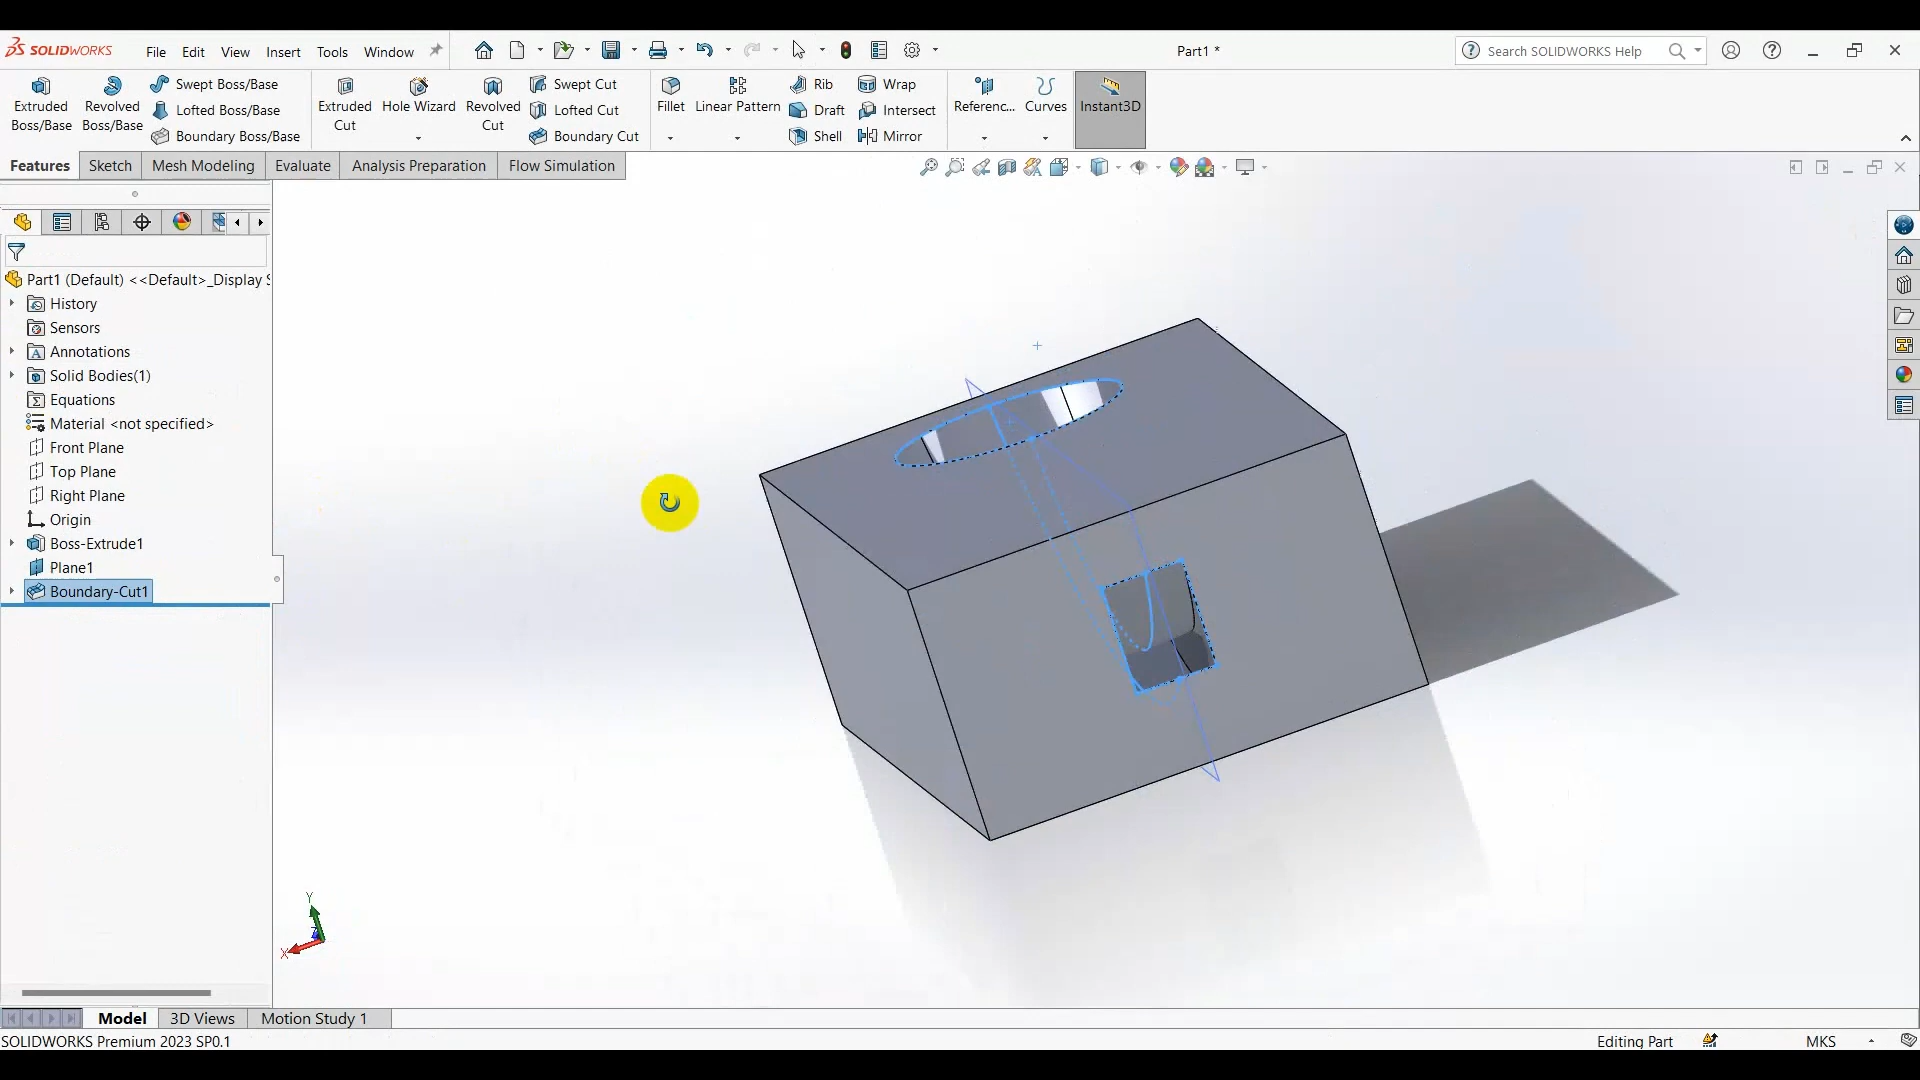 SOLIDWORKS File Edit View Insert Tools Window Part1 * Search SOLIDWORKS Help
Extruded Boss/Base
Revolved Boss/Base
Swept Boss/Base
Lofted Boss/Base
Boundary Boss/Base
Extruded Cut
Hole Wizard
Revolved Cut
Swept Cut
Lofted Cut
Boundary Cut
Fillet
Linear Pattern
Rib
Draft
Shell
Wrap
Intersect
Mirror
Referenc...
Curves
Instant3D
Features Sketch Mesh Modeling Evaluate Analysis Preparation Flow Simulation
Part1 (Default) <<Default>_Display S
History
Sensors
Annotations
Solid Bodies(1)
Equations
Material <not specified>
Front Plane
Top Plane
Right Plane
Origin
Boss-Extrude1
Plane1
Boundary-Cut1
Y
X
Model 3D Views Motion Study 1
SOLIDWORKS Premium 2023 SP0.1 Editing Part MKS